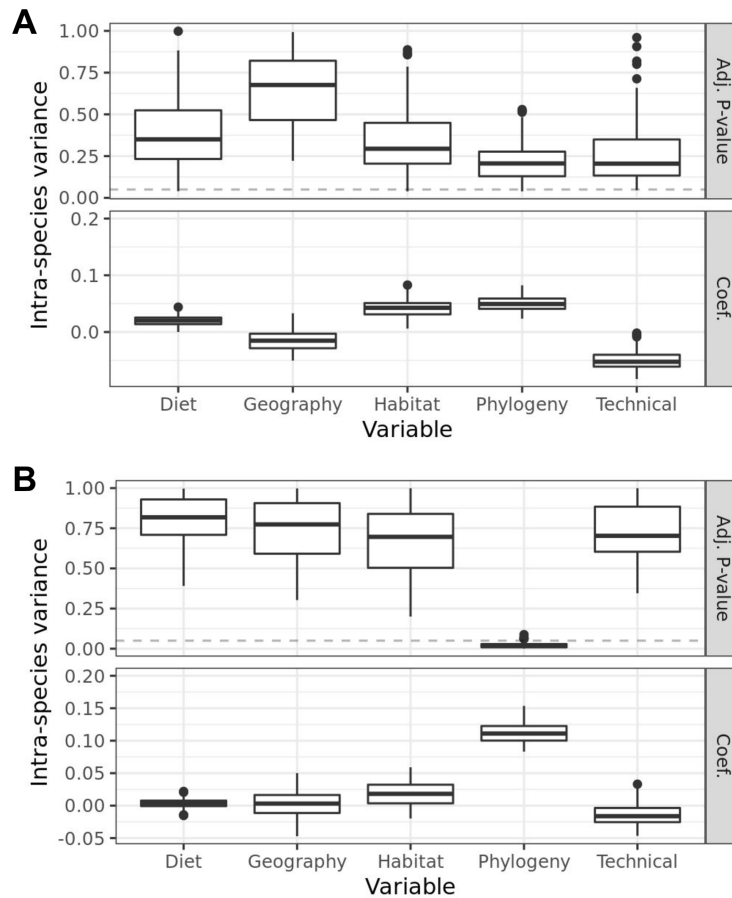 A
Intra-species variance
1.00
0.75
0.50
0.25
0.00
Adj. P-value
0.2
0.1
0.0
Coef.
Diet Geography Habitat Phylogeny Technical
Variable
B
Intra-species variance
1.00
0.75
0.50
0.25
0.00
Adj. P-value
0.20
0.15
0.10
0.05
0.00
-0.05
Coef.
Diet Geography Habitat Phylogeny Technical
Variable